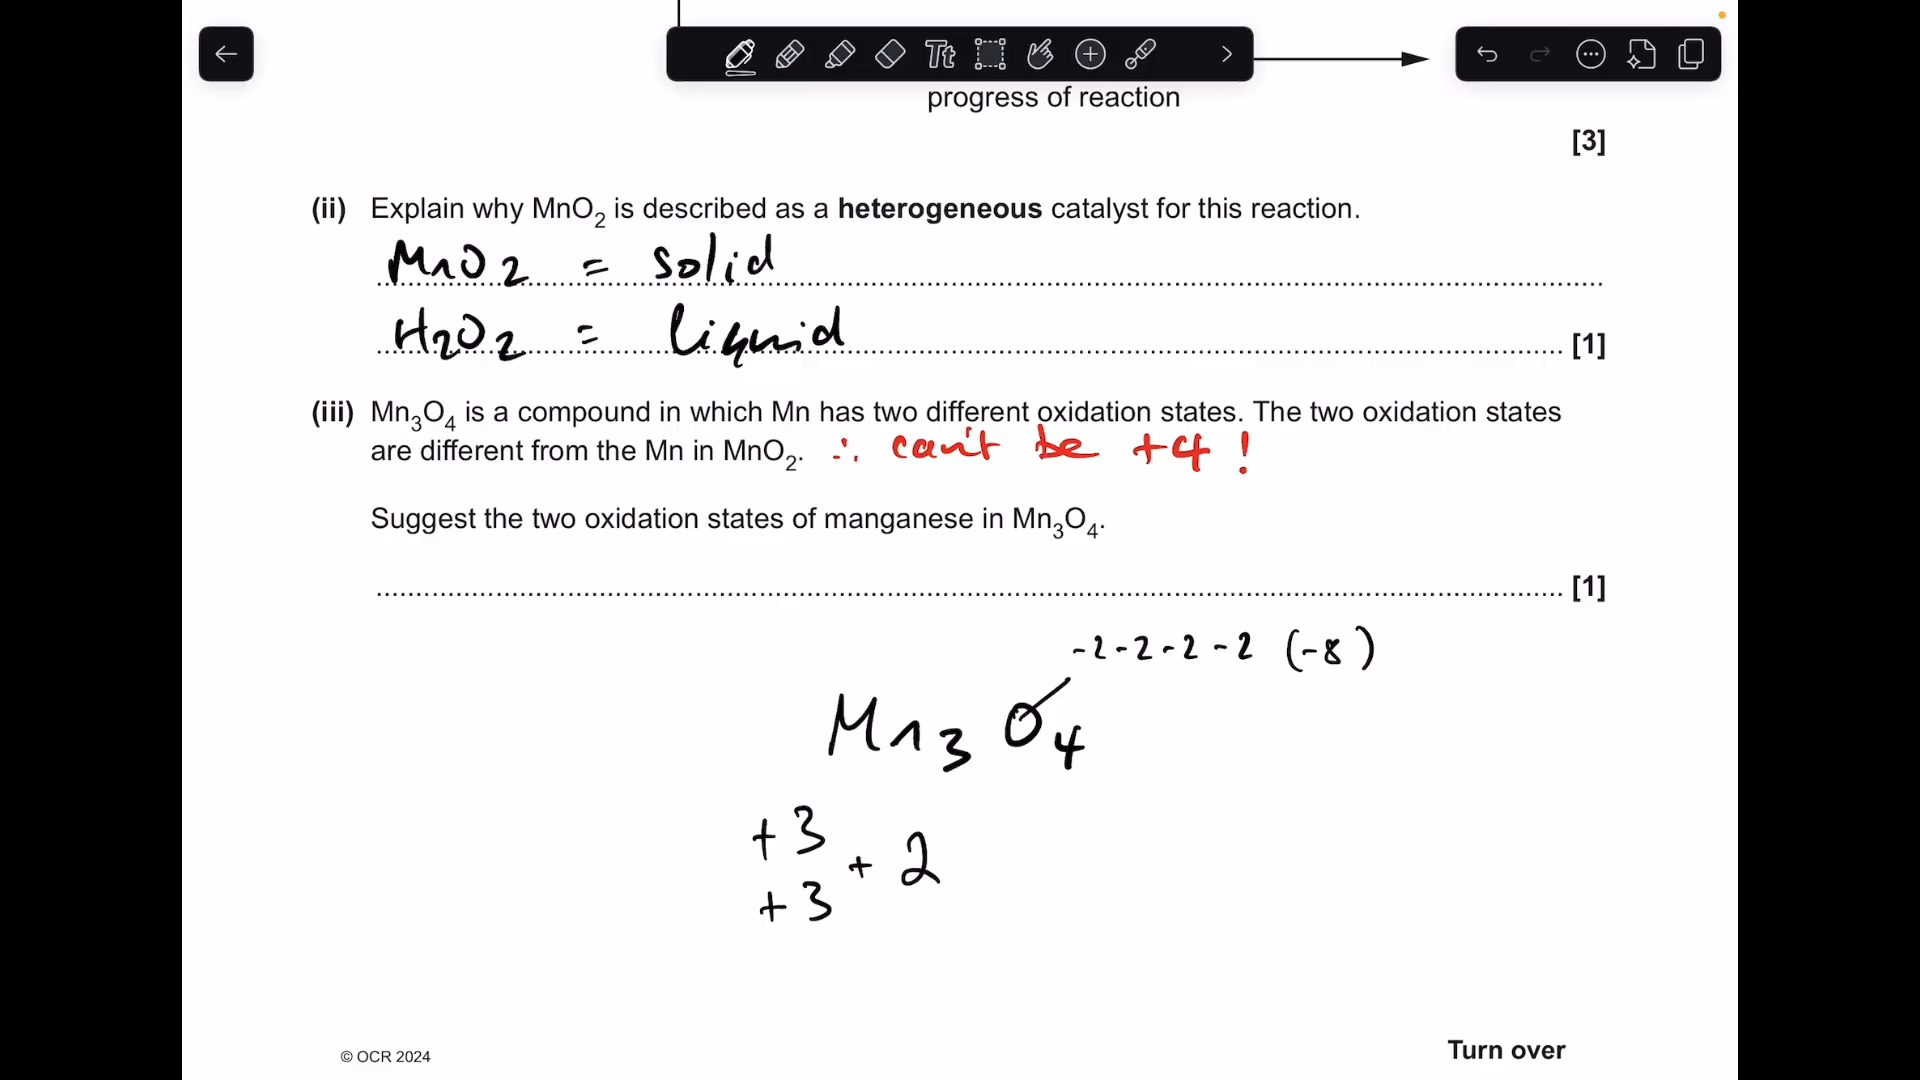 Tt
progress of reaction
[3]
(ii) Explain why MnO2 is described as a heterogeneous catalyst for this reaction.
MnO2 = solid
H2O2 = liquid
[1]
(iii) Mn3O4 is a compound in which Mn has two different oxidation states. The two oxidation states
are different from the Mn in MnO2. ∴ can't be +4 !
Suggest the two oxidation states of manganese in Mn3O4.
[1]
-2-2-2-2 (-8)
Mn3O4
+3
+2
+3
© OCR 2024
Turn over